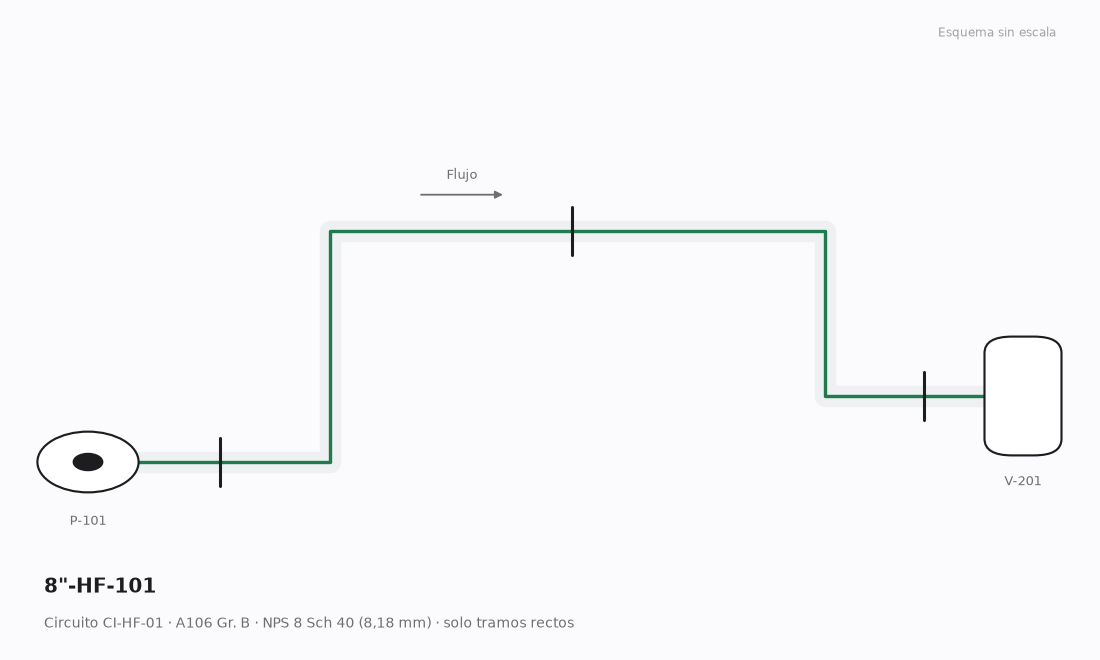 Esquema sin escala
Flujo
V-201
P-101
8"-HF-101
Circuito CI-HF-01 · A106 Gr. B · NPS 8 Sch 40 (8,18 mm) · solo tramos rectos